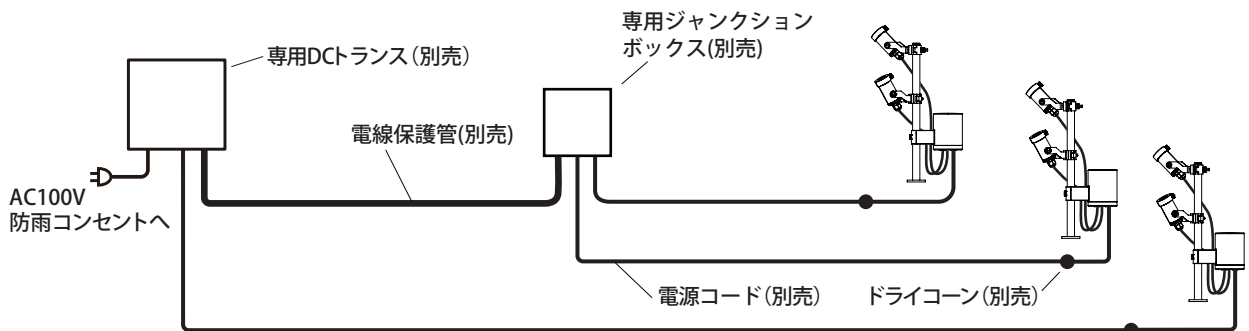 専用ジャンクション
ボックス(別売)
専用DCトランス（別売）
電線保護管(別売)
AC100V
防雨コンセントへ
電源コード（別売）
ドライコーン（別売）